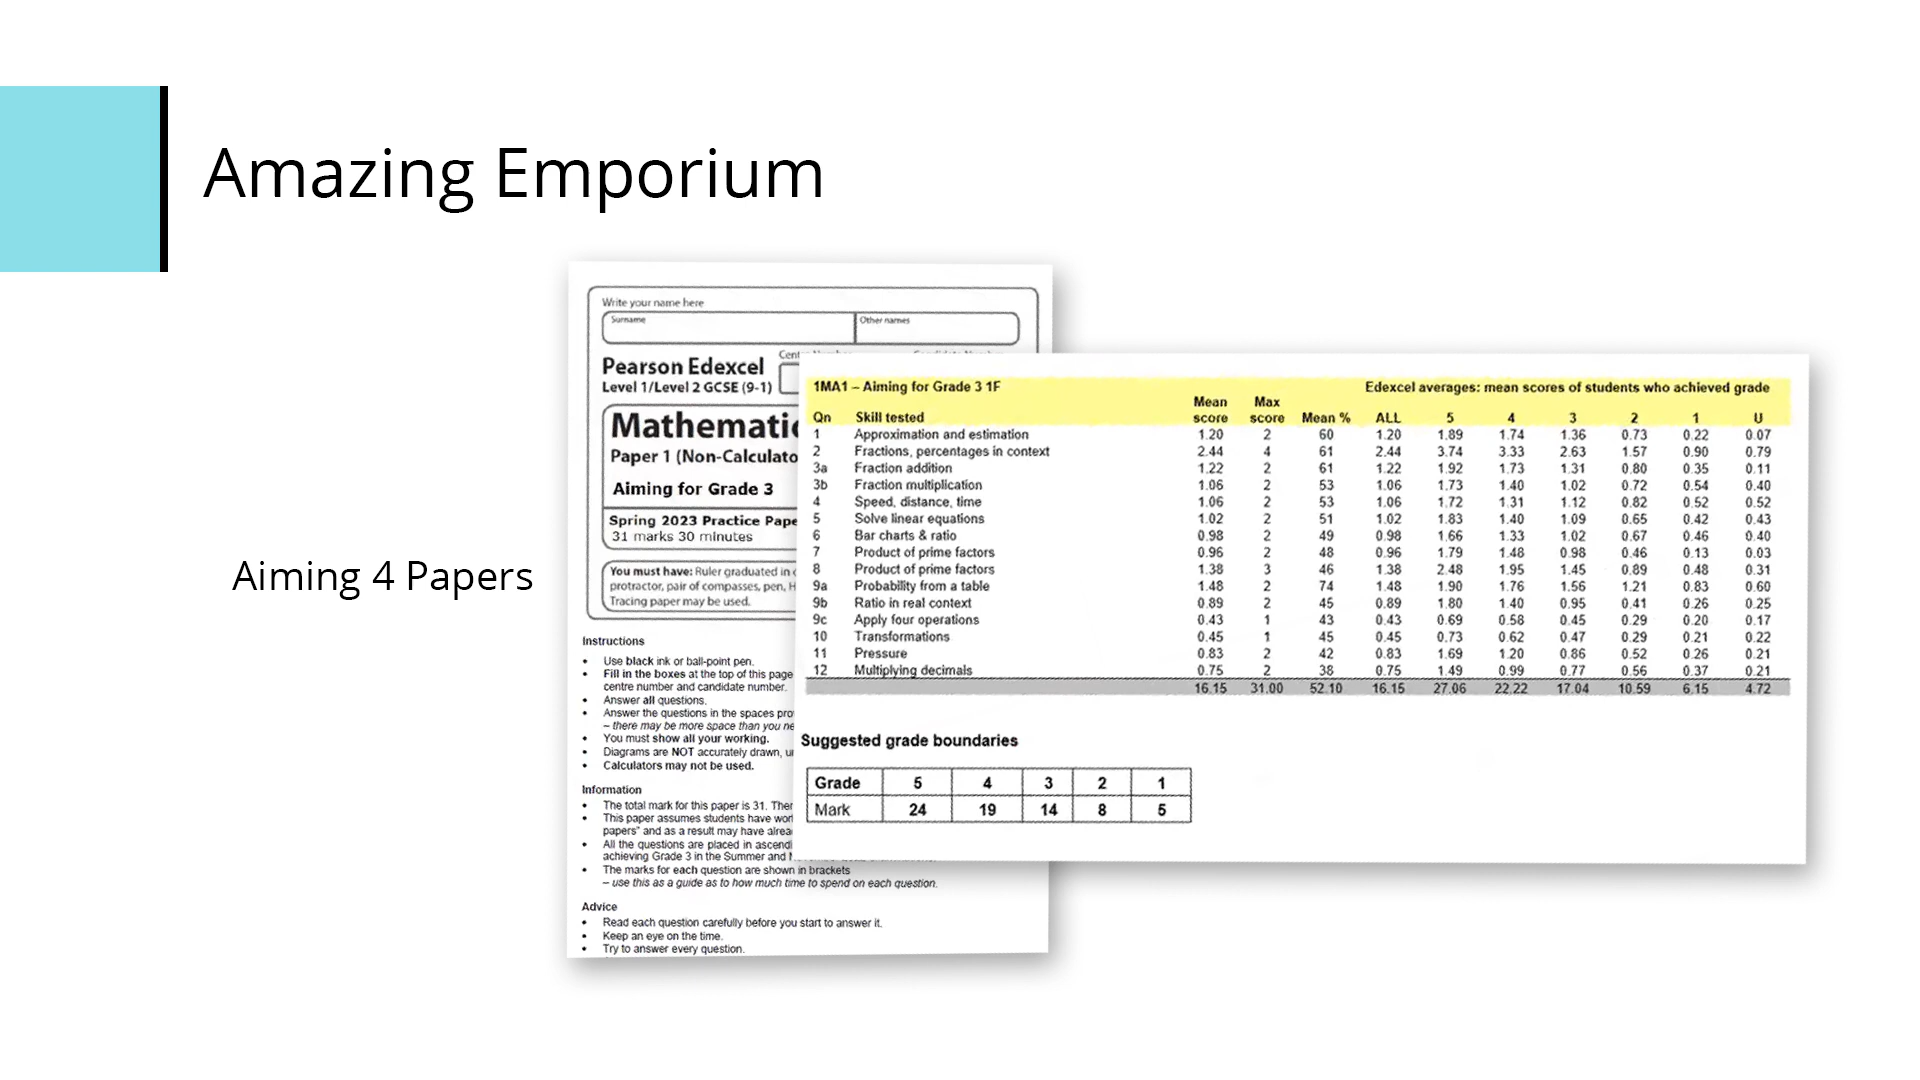 Amazing Emporium
Aiming 4 Papers
Write your name here
Surname
Other names
Pearson Edexcel
Level 1/Level 2 GCSE (9-1)
Mathematic
Paper 1 (Non-Calculato
Aiming for Grade 3
Spring 2023 Practice Pape
31 marks 30 minutes
You must have: Ruler graduated in c
protractor, pair of compasses, pen, H
Tracing paper may be used.
Instructions
• Use black ink or ball-point pen.
• Fill in the boxes at the top of this page
centre number and candidate number.
• Answer all questions.
• Answer the questions in the spaces pro
– there may be more space than you ne
• You must show all your working.
• Diagrams are NOT accurately drawn, u
• Calculators may not be used.
Information
• The total mark for this paper is 31. Ther
• This paper assumes students have wor
papers" and as a result may have alrea
• All the questions are placed in ascendi
achieving Grade 3 in the Summer and
• The marks for each question are shown in brackets
– use this as a guide as to how much time to spend on each question.
Advice
• Read each question carefully before you start to answer it.
• Keep an eye on the time.
• Try to answer every question.
1MA1 – Aiming for Grade 3 1F Edexcel averages: mean scores of students who achieved grade
Qn Skill tested Mean score Max score Mean % ALL 5 4 3 2 1 U
1 Approximation and estimation 1.20 2 60 1.20 1.89 1.74 1.36 0.73 0.22 0.07
2 Fractions, percentages in context 2.44 4 61 2.44 3.74 3.33 2.63 1.57 0.90 0.79
3a Fraction addition 1.22 2 61 1.22 1.92 1.73 1.31 0.80 0.35 0.11
3b Fraction multiplication 1.06 2 53 1.06 1.73 1.40 1.02 0.72 0.54 0.40
4 Speed, distance, time 1.06 2 53 1.06 1.72 1.31 1.12 0.82 0.52 0.52
5 Solve linear equations 1.02 2 51 1.02 1.83 1.40 1.09 0.65 0.42 0.43
6 Bar charts & ratio 0.98 2 49 0.98 1.66 1.33 1.02 0.67 0.46 0.40
7 Product of prime factors 0.96 2 48 0.96 1.79 1.48 0.98 0.46 0.13 0.03
8 Product of prime factors 1.38 3 46 1.38 2.48 1.95 1.45 0.89 0.48 0.31
9a Probability from a table 1.48 2 74 1.48 1.90 1.76 1.56 1.21 0.83 0.60
9b Ratio in real context 0.89 2 45 0.89 1.80 1.40 0.95 0.41 0.26 0.25
9c Apply four operations 0.43 1 43 0.43 0.69 0.58 0.45 0.29 0.20 0.17
10 Transformations 0.45 1 45 0.45 0.73 0.62 0.47 0.29 0.21 0.22
11 Pressure 0.83 2 42 0.83 1.69 1.20 0.86 0.52 0.26 0.21
12 Multiplying decimals 0.75 2 38 0.75 1.49 0.99 0.77 0.56 0.37 0.21
16.15 31.00 52.10 16.15 27.06 22.22 17.04 10.59 6.15 4.72
Suggested grade boundaries
Grade 5 4 3 2 1
Mark 24 19 14 8 5